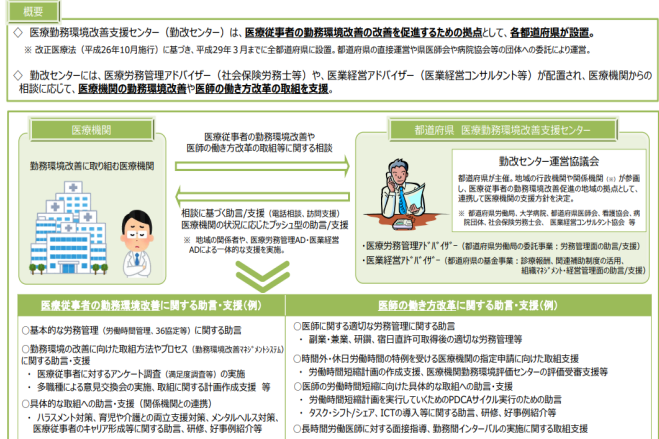 概要
◇ 医療勤務環境改善支援センター（勤改センター）は、医療従事者の勤務環境改善の改善を促進するための拠点として、各都道府県が設置。
※ 改正医療法（平成26年10月施行）に基づき、平成29年３月までに全都道府県に設置。都道府県の直接運営や県医師会や病院協会等の団体への委託により運営。
◇ 勤改センターには、医療労務管理アドバイザー（社会保険労務士等）や、医業経営アドバイザー（医業経営コンサルタント等）が配置され、医療機関からの
相談に応じて、医療機関の勤務環境改善や医師の働き方改革の取組を支援。
医療機関
勤務環境改善に取り組む医療機関
医療従事者の勤務環境改善や
医師の働き方改革の取組等に関する相談
相談に基づく助言/支援（電話相談、訪問支援）
医療機関の状況に応じたプッシュ型の助言/支援
※ 地域の関係者や、医療労務管理AD・医業経営
ADによる一体的な支援を実施。
都道府県 医療勤務環境改善支援センター
勤改センター運営協議会
都道府県が主催。地域の行政機関や関係機関（※）が参画
し、医療従事者の勤務環境改善促進の地域の拠点として、
連携して医療機関の支援方針を決定。
※ 都道府県労働局、大学病院、都道府県医師会、看護協会、病
院団体、社会保険労務士会、医業経営コンサルタント協会 等
・医療労務管理ｱﾄﾞﾊﾞｲｻﾞｰ（都道府県労働局の委託事業：労務管理面の助言/支援）
・医業経営ｱﾄﾞﾊﾞｲｻﾞｰ（都道府県の基金事業：診療報酬、関連補助制度の活用、
組織ﾏﾈｼﾞﾒﾝﾄ・経営管理面の助言/支援）
医療従事者の勤務環境改善に関する助言・支援（例）
○基本的な労務管理（労働時間管理、36協定等）に関する助言
○勤務環境の改善に向けた取組方法やプロセス（勤務環境改善ﾏﾈｼﾞﾒﾝﾄｼｽﾃﾑ）
に関する助言・支援
・ 医療従事者に対するアンケート調査（満足度調査等）の実施
・ 多職種による意見交換会の実施、取組に関する計画作成支援 等
○具体的な取組への助言・支援（関係機関との連携）
・ ハラスメント対策、育児や介護との両立支援対策、メンタルヘルス対策、
医療従事者のキャリア形成等に関する助言、研修、好事例紹介等
医師の働き方改革に関する助言・支援（例）
○医師に関する適切な労務管理に関する助言
・ 副業・兼業、研鑽、宿日直許可取得後の適切な労務管理等
○時間外・休日労働時間の特例を受ける医療機関の指定申請に向けた取組支援
・ 労働時間短縮計画の作成支援、医療機関勤務環境評価センターの評価受審支援等
○医師の労働時間短縮に向けた具体的な取組への助言・支援
・ 労働時間短縮計画を実行していくためのPDCAサイクル実行のための助言
・ タスク・シフト/シェア、ICTの導入等に関する助言、研修、好事例紹介等
○長時間労働医師に対する面接指導、勤務間インターバルの実施に関する取組支援